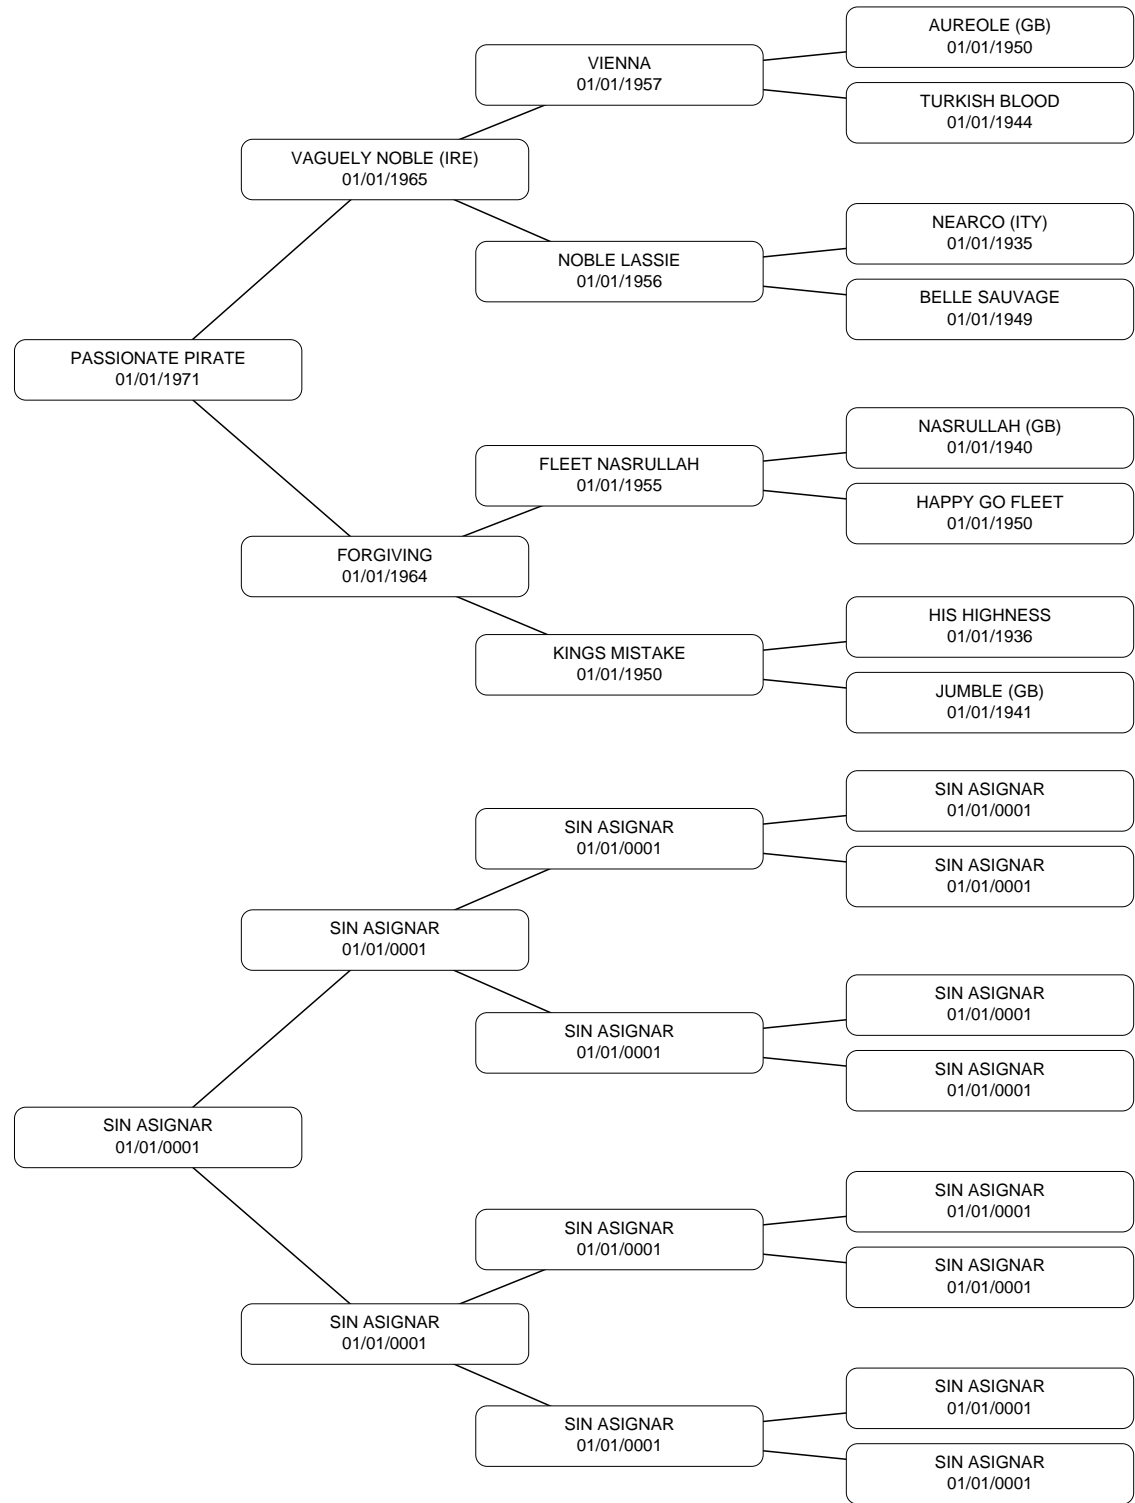 AUREOLE (GB)
01/01/1950
VIENNA
01/01/1957
TURKISH BLOOD
01/01/1944
VAGUELY NOBLE (IRE)
01/01/1965
NEARCO (ITY)
01/01/1935
NOBLE LASSIE
01/01/1956
BELLE SAUVAGE
01/01/1949
PASSIONATE PIRATE
01/01/1971
NASRULLAH (GB)
01/01/1940
FLEET NASRULLAH
01/01/1955
HAPPY GO FLEET
01/01/1950
FORGIVING
01/01/1964
HIS HIGHNESS
01/01/1936
KINGS MISTAKE
01/01/1950
JUMBLE (GB)
01/01/1941
SIN ASIGNAR
01/01/0001
SIN ASIGNAR
01/01/0001
SIN ASIGNAR
01/01/0001
SIN ASIGNAR
01/01/0001
SIN ASIGNAR
01/01/0001
SIN ASIGNAR
01/01/0001
SIN ASIGNAR
01/01/0001
SIN ASIGNAR
01/01/0001
SIN ASIGNAR
01/01/0001
SIN ASIGNAR
01/01/0001
SIN ASIGNAR
01/01/0001
SIN ASIGNAR
01/01/0001
SIN ASIGNAR
01/01/0001
SIN ASIGNAR
01/01/0001
SIN ASIGNAR
01/01/0001